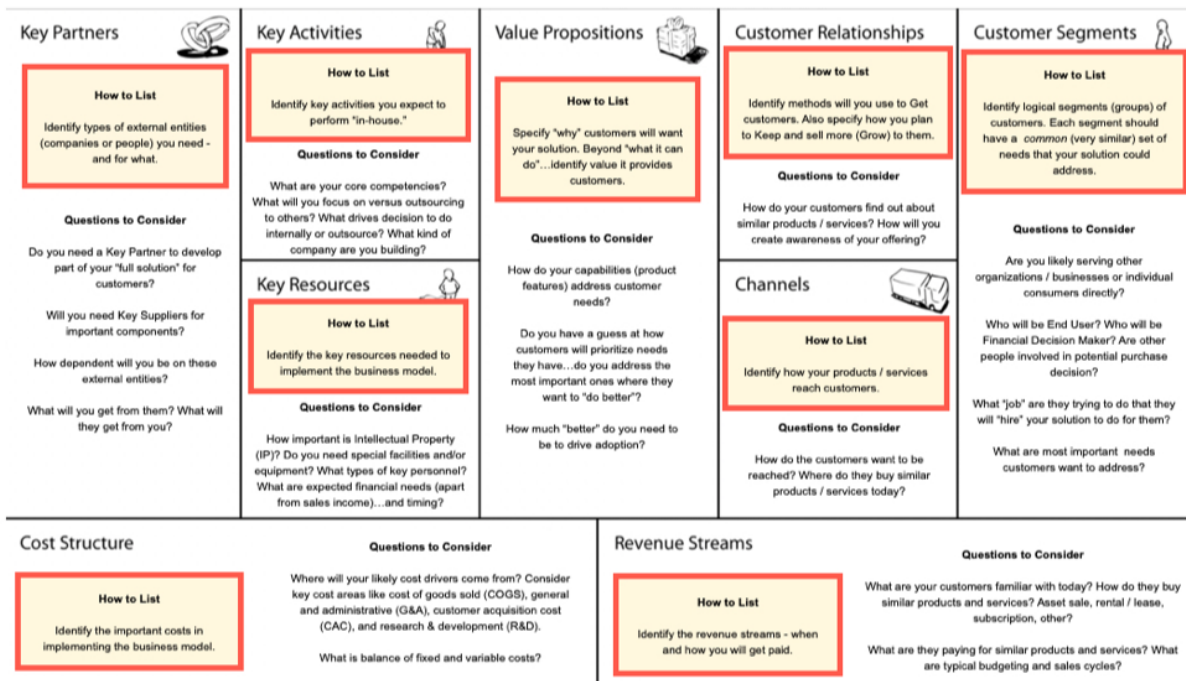 Key Partners
How to List
Identify types of external entities
(companies or people) you need -
and for what.
Questions to Consider
Do you need a Key Partner to develop
part of your "full solution" for
customers?
Will you need Key Suppliers for
important components?
How dependent will you be on these
external entities?
What will you get from them? What will
they get from you?
Key Activities
How to List
Identify key activities you expect to
perform "in-house."
Questions to Consider
What are your core competencies?
What will you focus on versus outsourcing
to others? What drives decision to do
internally or outsource? What kind of
company are you building?
Key Resources
How to List
Identify the key resources needed to
implement the business model.
Questions to Consider
How important is Intellectual Property
(IP)? Do you need special facilities and/or
equipment? What types of key personnel?
What are expected financial needs (apart
from sales income)...and timing?
Value Propositions
How to List
Specify "why" customers will want
your solution. Beyond "what it can
do"...identify value it provides
customers.
Questions to Consider
How do your capabilities (product
features) address customer
needs?
Do you have a guess at how
customers will prioritize needs
they have...do you address the
most important ones where they
want to "do better"?
How much "better" do you need to
be to drive adoption?
Customer Relationships
How to List
Identify methods will you use to Get
customers. Also specify how you plan
to Keep and sell more (Grow) to them.
Questions to Consider
How do your customers find out about
similar products / services? How will you
create awareness of your offering?
Channels
How to List
Identify how your products / services
reach customers.
Questions to Consider
How do the customers want to be
reached? Where do they buy similar
products / services today?
Customer Segments
How to List
Identify logical segments (groups) of
customers. Each segment should
have a common (very similar) set of
needs that your solution could
address.
Questions to Consider
Are you likely serving other
organizations / businesses or individual
consumers directly?
Who will be End User? Who will be
Financial Decision Maker? Are other
people involved in potential purchase
decision?
What "job" are they trying to do that they
will "hire" your solution to do for them?
What are most important needs
customers want to address?
Cost Structure
How to List
Identify the important costs in
implementing the business model.
Questions to Consider
Where will your likely cost drivers come from? Consider
key cost areas like cost of goods sold (COGS), general
and administrative (G&A), customer acquisition cost
(CAC), and research & development (R&D).
What is balance of fixed and variable costs?
Revenue Streams
How to List
Identify the revenue streams - when
and how you will get paid.
Questions to Consider
What are your customers familiar with today? How do they buy
similar products and services? Asset sale, rental / lease,
subscription, other?
What are they paying for similar products and services? What
are typical budgeting and sales cycles?